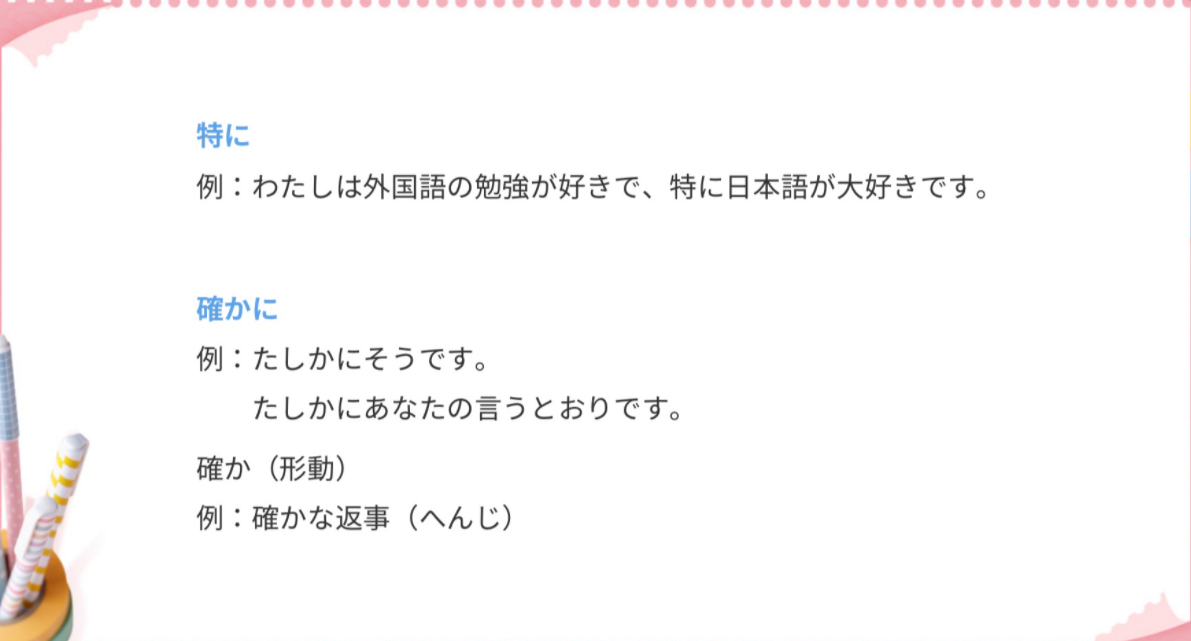 特に
例：わたしは外国語の勉強が好きで、特に日本語が大好きです。
確かに
例：たしかにそうです。
たしかにあなたの言うとおりです。
確か（形動）
例：確かな返事（へんじ）